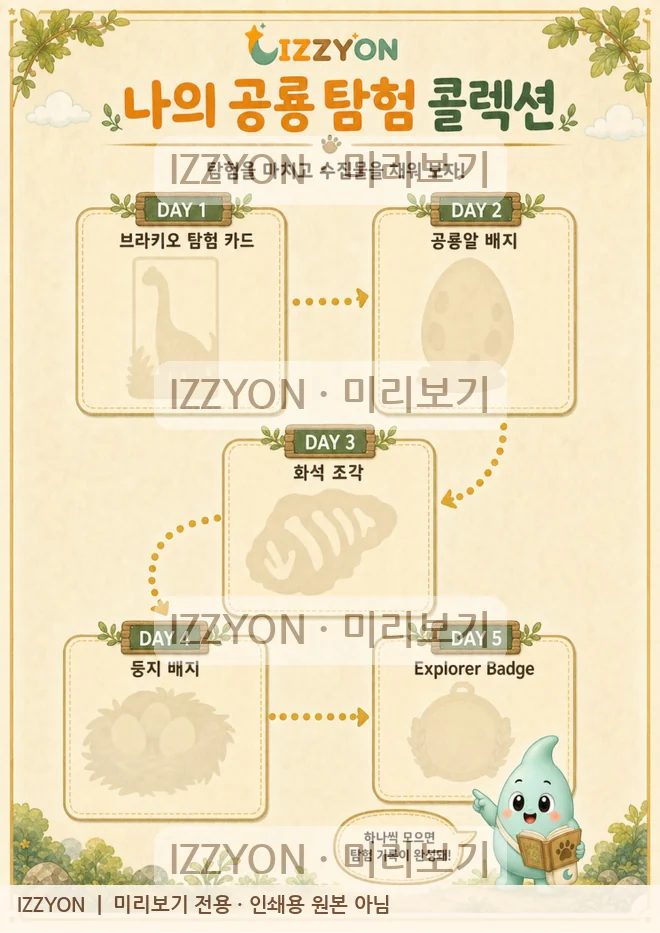 IZZYON
나의 공룡 탐험 콜렉션
탐험을 마치고 수집물을 채워 보자!
IZZYON · 미리보기
DAY 1
브라키오 탐험 카드
DAY 2
공룡알 배지
IZZYON · 미리보기
DAY 3
화석 조각
IZZYON · 미리보기
DAY 4
둥지 배지
DAY 5
Explorer Badge
하나씩 모으면
탐험 기록이 완성돼!
IZZYON · 미리보기
IZZYON | 미리보기 전용 · 인쇄용 원본 아님